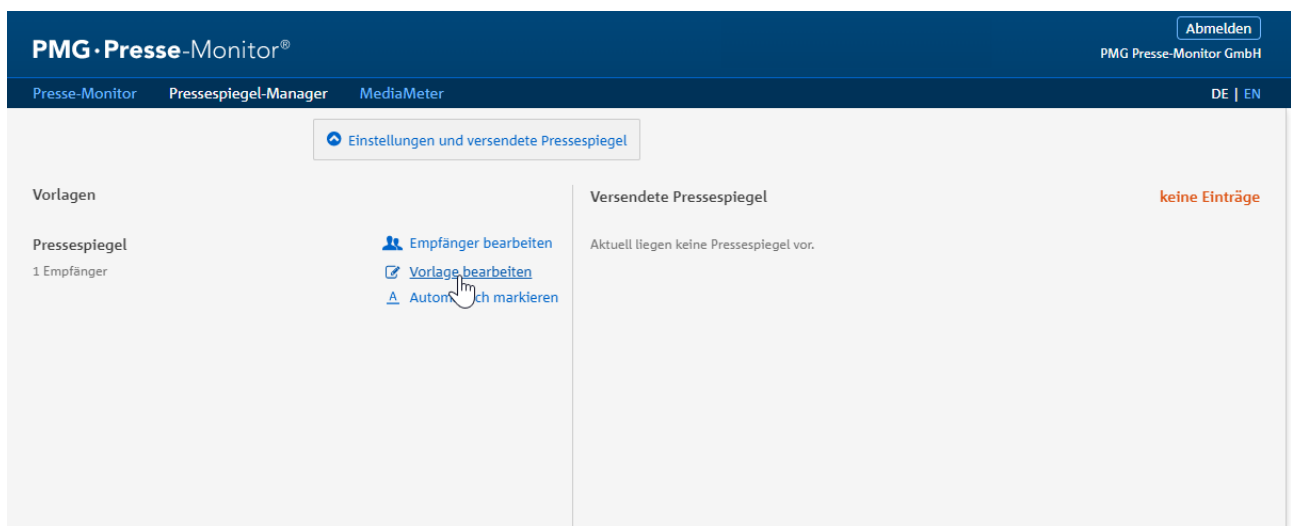 Abmelden
PMG·Presse-Monitor®
PMG Presse-Monitor GmbH
Presse-Monitor Pressespiegel-Manager MediaMeter DE | EN
Einstellungen und versendete Pressespiegel
Vorlagen
Pressespiegel
1 Empfänger
Empfänger bearbeiten
Vorlage bearbeiten
markieren
Versendete Pressespiegel keine Einträge
Aktuell liegen keine Pressespiegel vor.